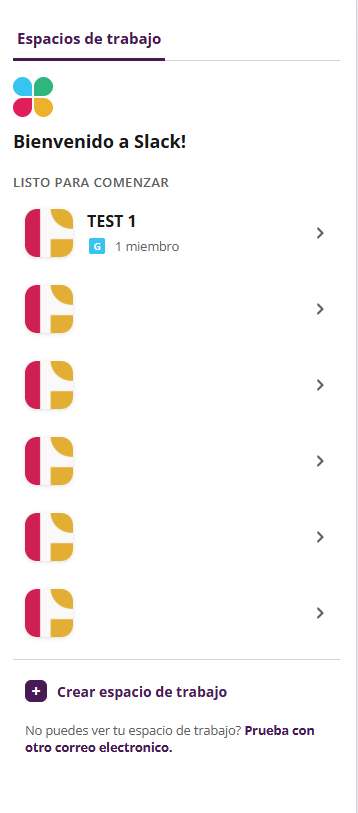 Espacios de trabajo
Bienvenido a Slack!
LISTO PARA COMENZAR
TEST 1
G 1 miembro
Crear espacio de trabajo
No puedes ver tu espacio de trabajo? Prueba con
otro correo electronico.